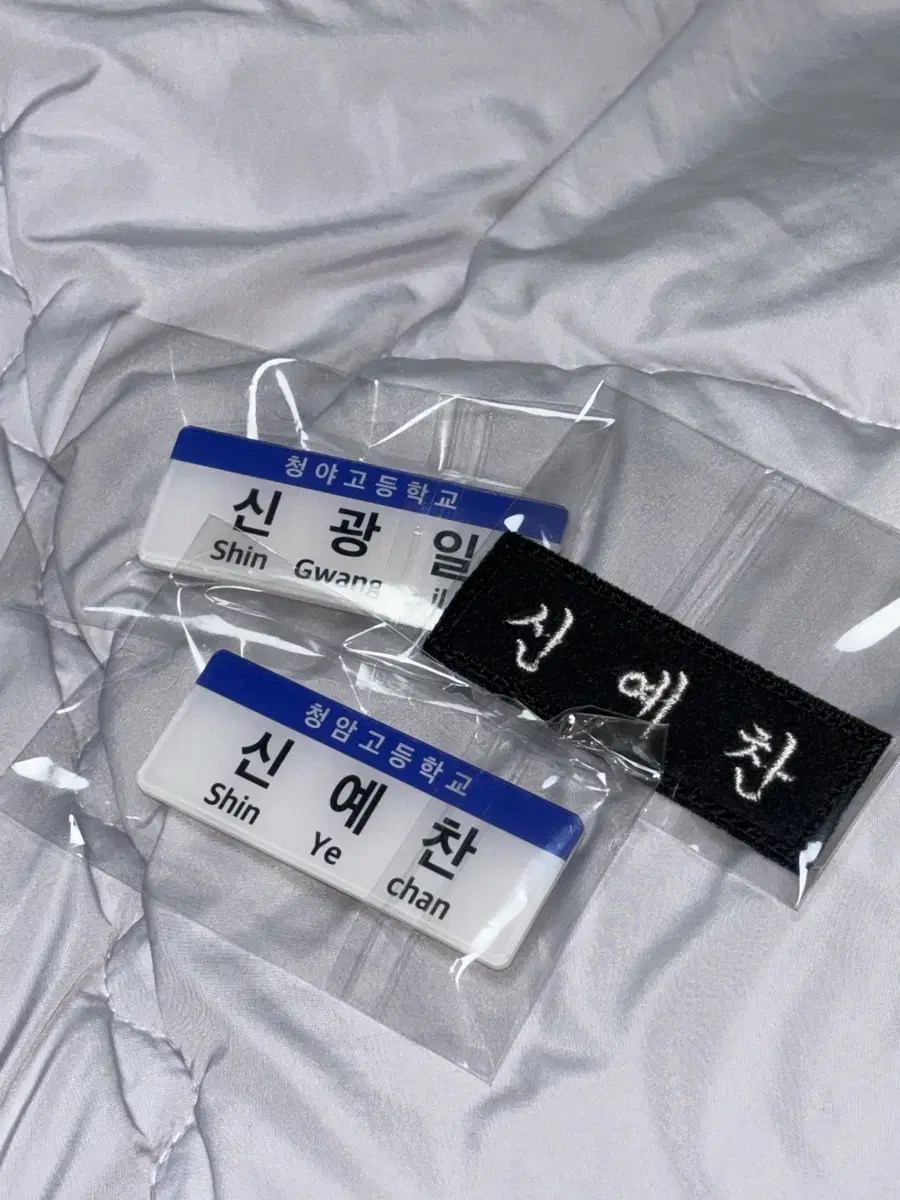 청야고등학교
신 광 일
Shin Gwang il
신 예 찬
청암고등학교
신 예 찬
Shin Ye chan